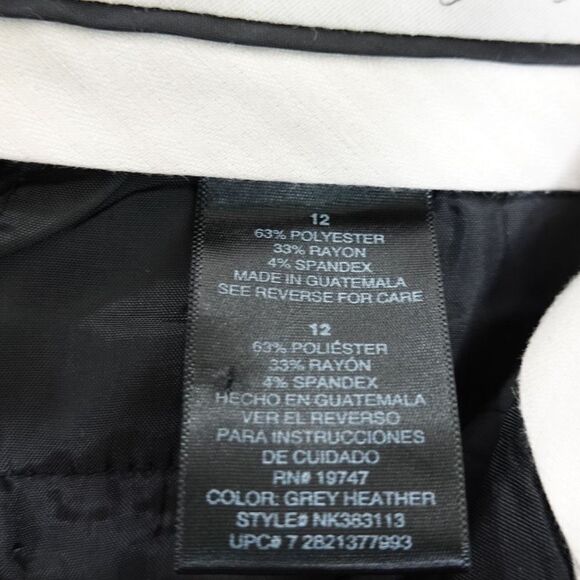 12
63% POLYESTER
33% RAYON
4% SPANDEX
MADE IN GUATEMALA
SEE REVERSE FOR CARE
12
63% POLIÉSTER
33% RAYÓN
4% SPANDEX
HECHO EN GUATEMALA
VER EL REVERSO
PARA INSTRUCCIONES
DE CUIDADO
RN# 19747
COLOR: GREY HEATHER
STYLE# NK383113
UPC# 7 2821377993